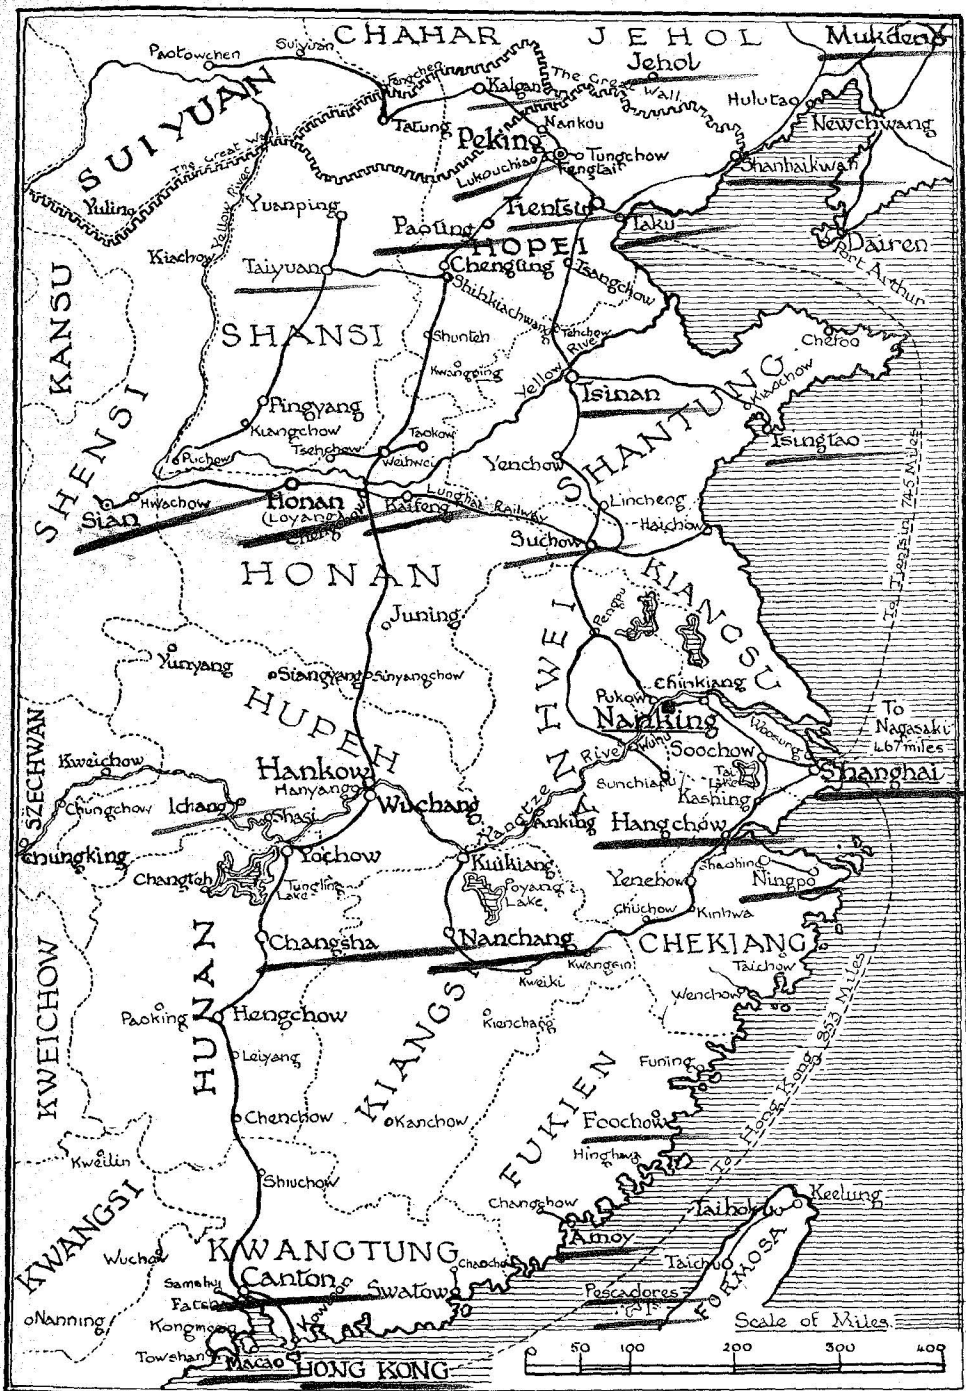 CHAHAR
JEHOL
Mukden
Paotowchen
Suiyuan
Jehol
Fengchen
Kalgan
The Great Wall
Hulutao
SUIYUAN
Tatung
Nankou
Newchwang
Peking
The Great Wall
Lukouchiao
Tungchow
Fengtai
Shanhaikwan
Yuling
Yellow River
Yuanping
Tientsin
Taku
Paoting
HOPEI
Dairen
Port Arthur
Kiachow
Taiyuan
Chengting
Tsangchow
Shihkiachwang
KANSU
SHANSI
Shunteh
Tehchow
Yellow River
Chefoo
Kwangping
Kiaochow
Tsinan
SHANTUNG
SHENSI
Pingyang
Kiangchow
Taokow
Tsehchow
Weihwei
Puchow
Yenchow
Tsingtao
To Tientsin 745 Miles
Hwachow
Sian
Honan
(Loyang)
Cheng
Kaifeng
Lunghai Railway
Lincheng
Haichow
Suchow
HONAN
KIANGSU
Juning
Pengpu
Yunyang
Siangyang
Sinyangchow
NHWEI
HUPEH
Chinkiang
Pukow
Nanking
Woosung
To
Nagasaki
467 miles
SZECHWAN
Kweichow
Hankow
Hanyang
River
Wuhu
Soochow
Tai
Lake
Shanghai
Sunchiapu
Kashing
Chungchow
Ichang
Shasi
Wuchang
Yangtze
Anking
A
Hangchow
Chungking
Yochow
Kuikiang
Shaohing
Changteh
Tungling
Lake
Poyang
Lake
Yenchow
Ningpo
Chuchow
Kinhwa
KWEICHOW
Changsha
Nanchang
CHEKIANG
Kwangsin
Kweiki
Taichow
Wenchow
HUNAN
Paoking
Hengchow
KIANGSI
Kienchang
To Hong Kong 853 Miles
Leiyang
Funing
Chenchow
Kanchow
FUKIEN
Foochow
Hinghwa
Kweilin
Shiuchow
Changchow
Keelung
Taihoku
KWANGSI
KWANGTUNG
Amoy
Wuchow
Chaochow
Taichu
FORMOSA
Samshui
Canton
Kowloon
Swatow
Pescadores
Fatshan
Nanning
Kongmoon
Scale of Miles
Towshan
Macao
HONG KONG
0 50 100 200 300 400